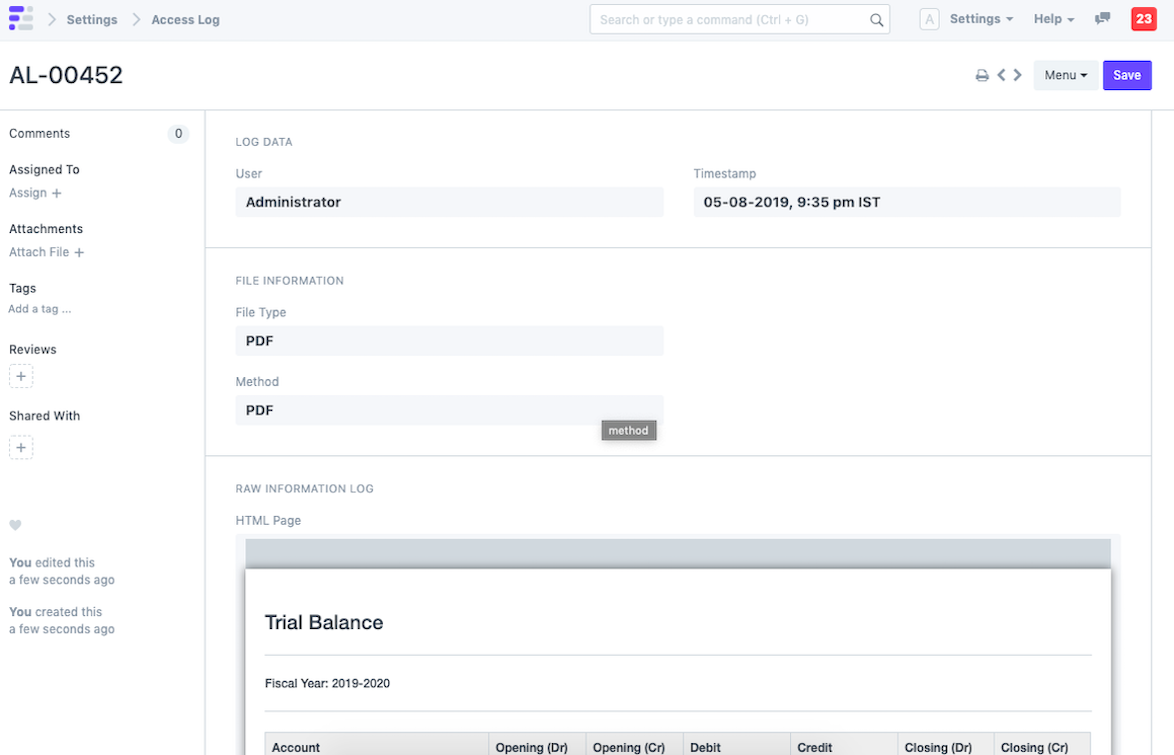 Settings
Access Log
Search or type a command (Ctrl + G)
A
Settings
Help
23
AL-00452
Menu
Save
Comments 0
Assigned To
Assign +
Attachments
Attach File +
Tags
Add a tag ...
Reviews
+
Shared With
+
You edited this
a few seconds ago
You created this
a few seconds ago
LOG DATA
User
Administrator
Timestamp
05-08-2019, 9:35 pm IST
FILE INFORMATION
File Type
PDF
Method
PDF
method
RAW INFORMATION LOG
HTML Page
Trial Balance
Fiscal Year: 2019-2020
Account Opening (Dr) Opening (Cr) Debit Credit Closing (Dr) Closing (Cr)